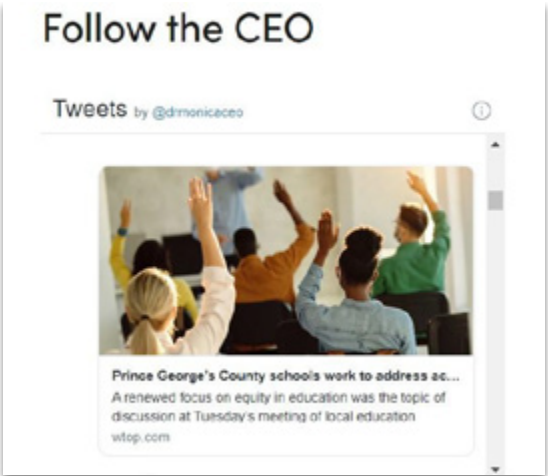 Follow the CEO
Tweets by @drmonicaceo
Prince George's County schools work to address ac...
A renewed focus on equity in education was the topic of
discussion at Tuesday's meeting of local education
wtop.com